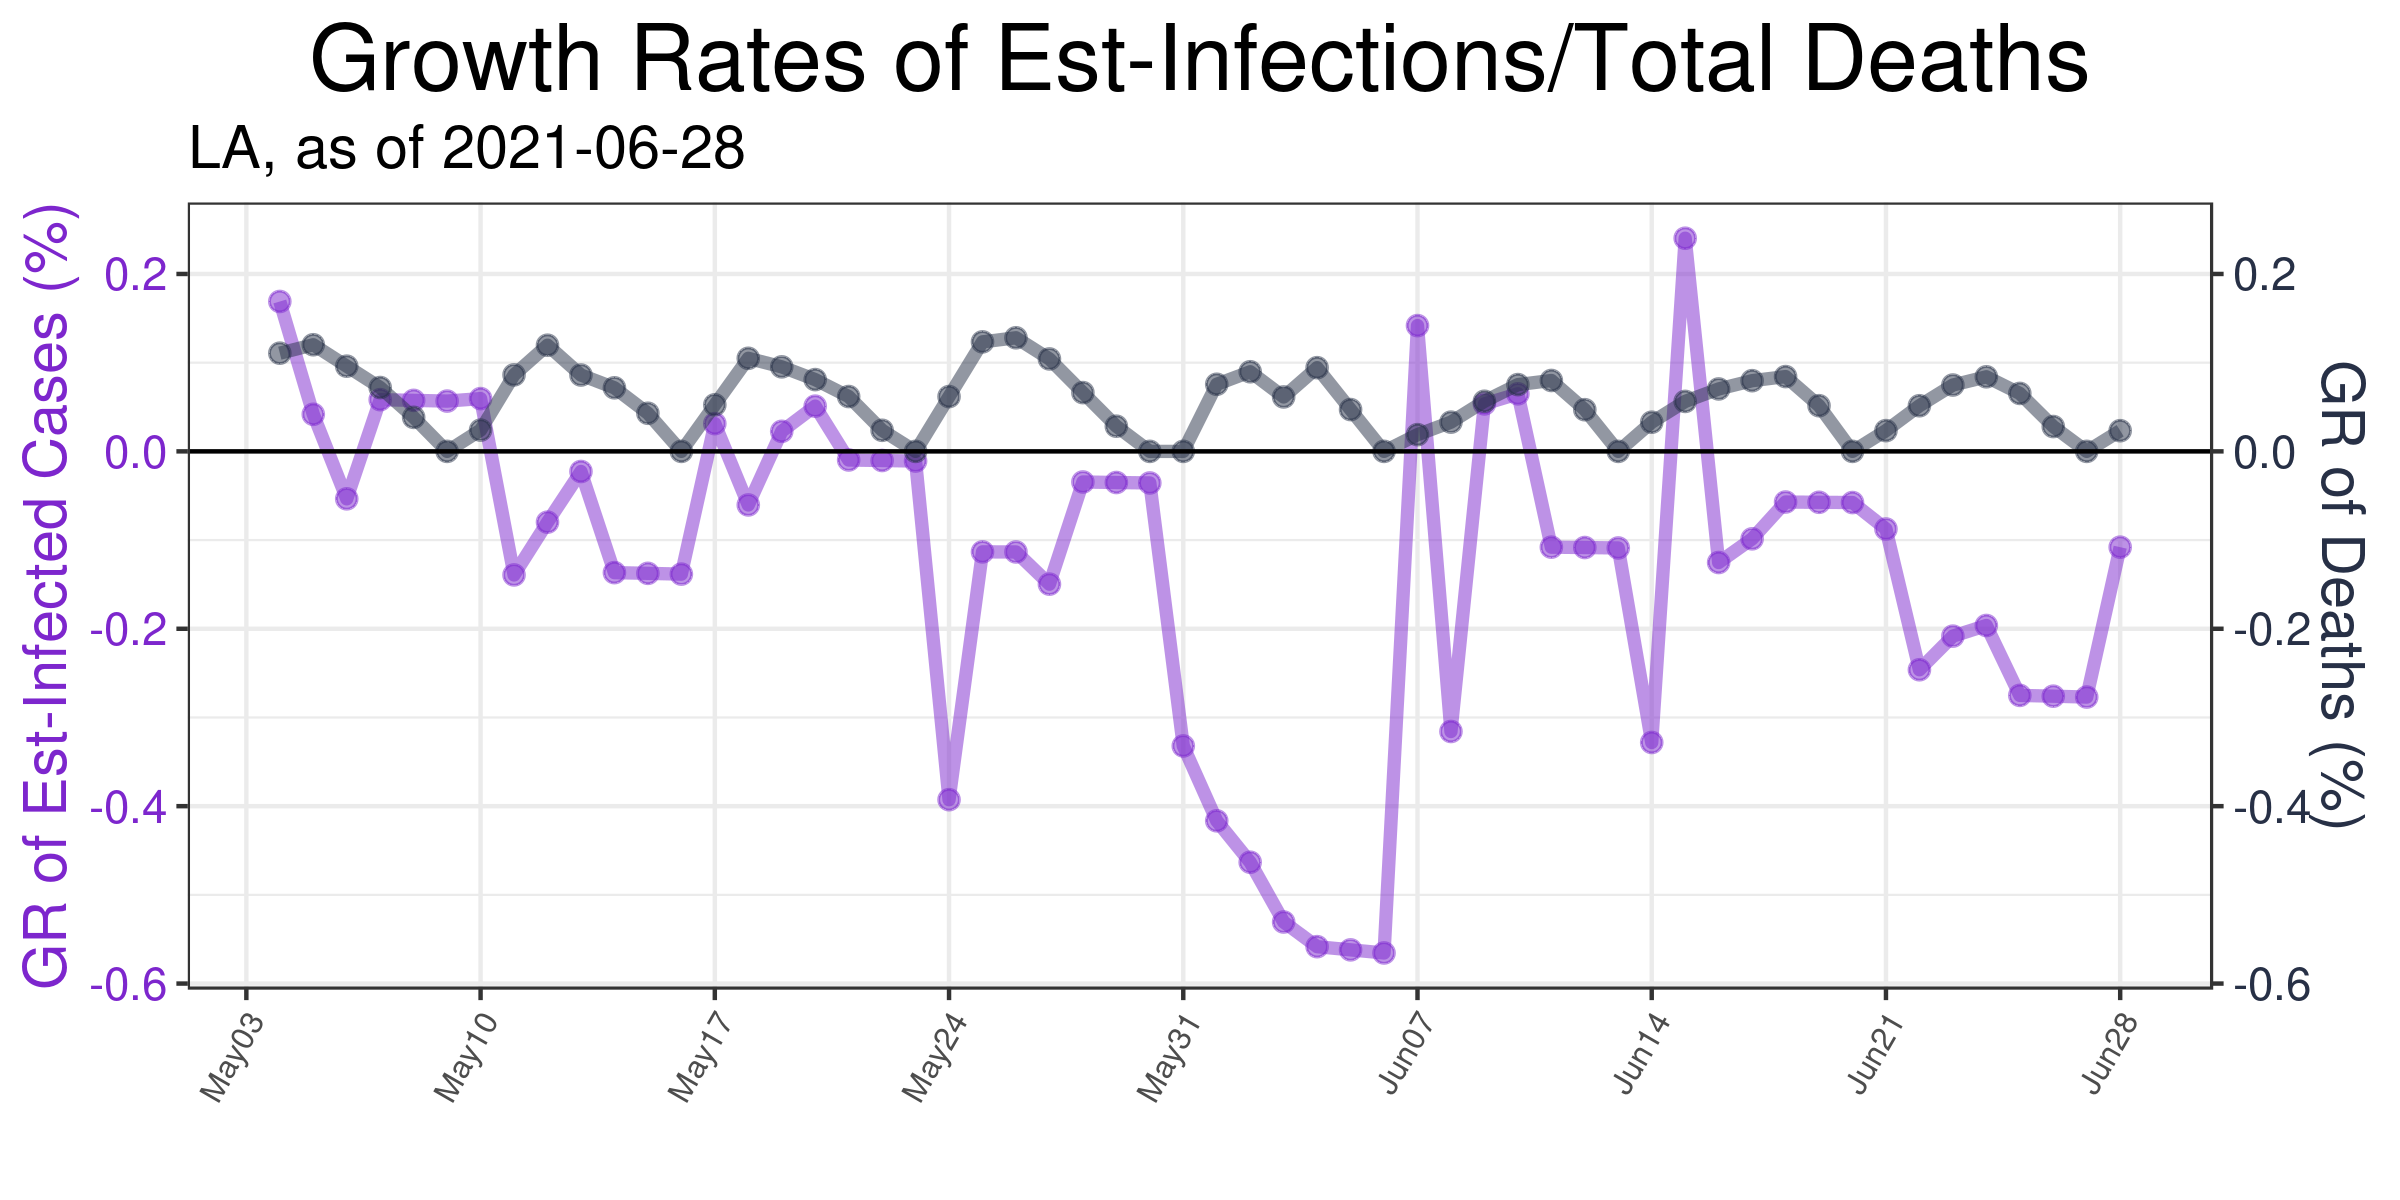 Growth Rates of Est-Infections/Total Deaths
LA, as of 2021-06-28
GR of Est-Infected Cases (%)
0.2
0.0
-0.2
-0.4
-0.6
0.2
0.0
-0.2
-0.4
-0.6
GR of Deaths (%)
May03
May10
May17
May24
May31
Jun07
Jun14
Jun21
Jun28